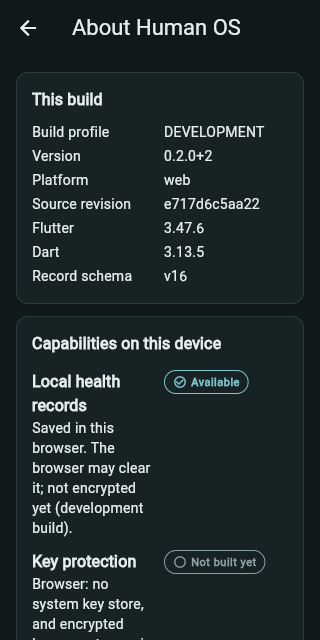 About Human OS
This build
Build profile DEVELOPMENT
Version 0.2.0+2
Platform web
Source revision e717d6c5aa22
Flutter 3.47.6
Dart 3.13.5
Record schema v16
Capabilities on this device
Local health Available
records
Saved in this
browser. The
browser may clear
it; not encrypted
yet (development
build).
Key protection Not built yet
Browser: no
system key store,
and encrypted